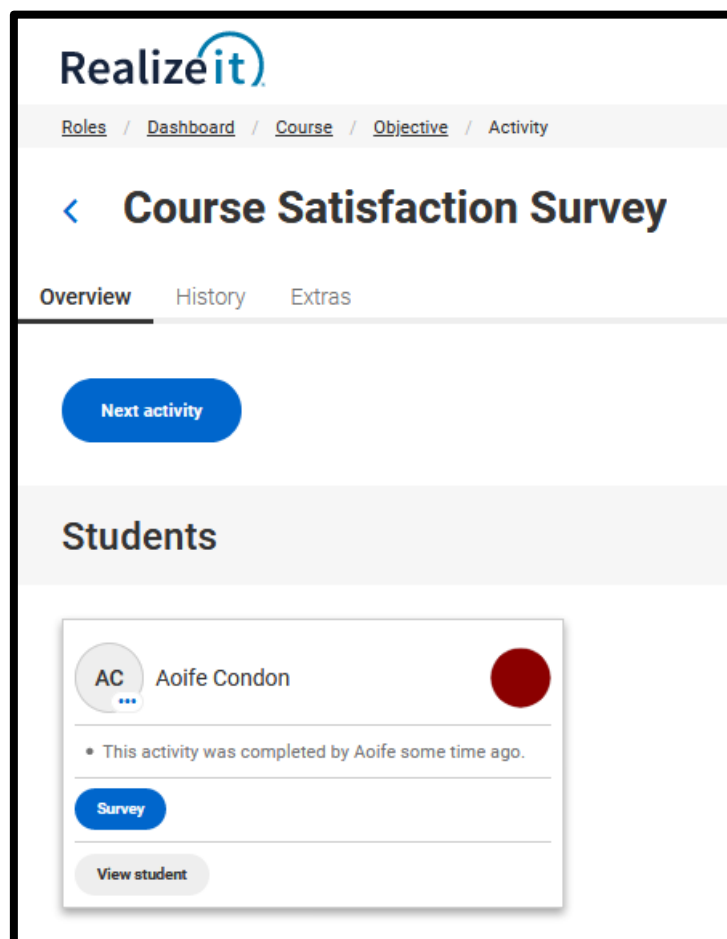 Realizeit
Roles / Dashboard / Course / Objective / Activity
< Course Satisfaction Survey
Overview History Extras
Next activity
Students
AC Aoife Condon
• This activity was completed by Aoife some time ago.
Survey
View student